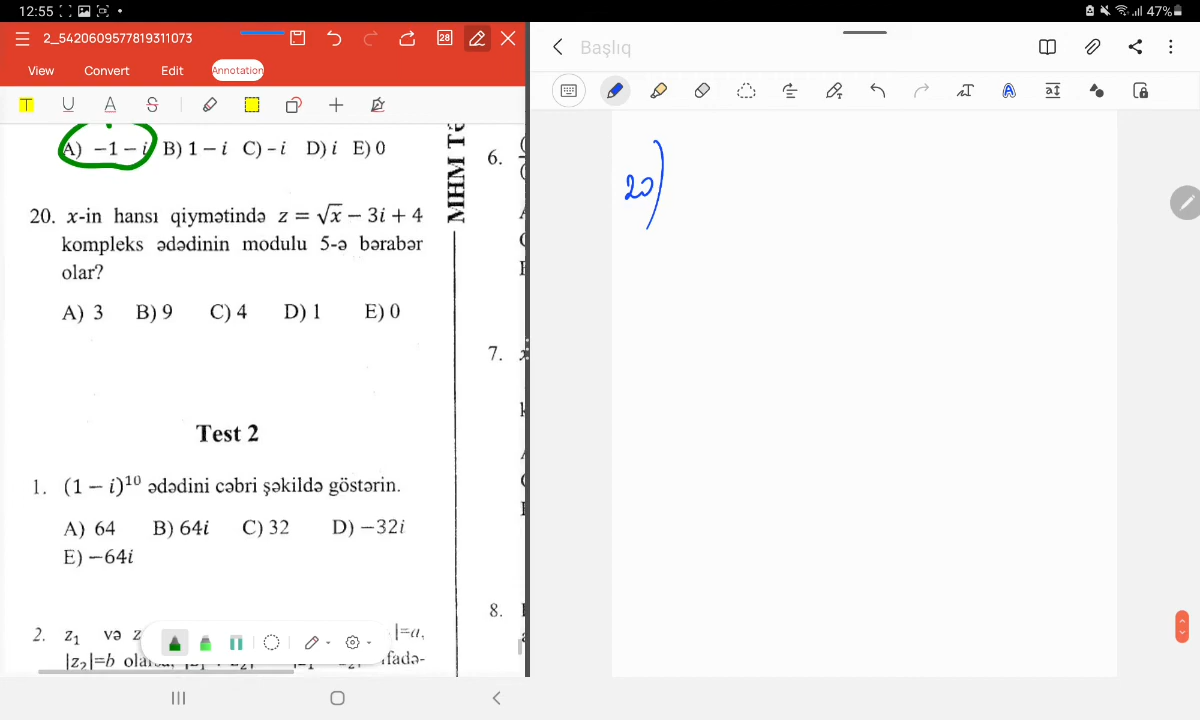 12:55
47%
2_5420609577819311073
28
View Convert Edit Annotation
T U A S
A) −1 − i B) 1 − i C) - i D) i E) 0
20. x-in hansı qiymətində z = √x − 3i + 4
kompleks ədədinin modulu 5-ə bərabər
olar?
A) 3 B) 9 C) 4 D) 1 E) 0
Test 2
1. (1 − i)¹⁰ ədədini cəbri şəkildə göstərin.
A) 64 B) 64i C) 32 D) −32i
E) −64i
2. z₁ və z |=a,
|z₂|=b
MHM
6.
7.
8.
Başlıq
20)